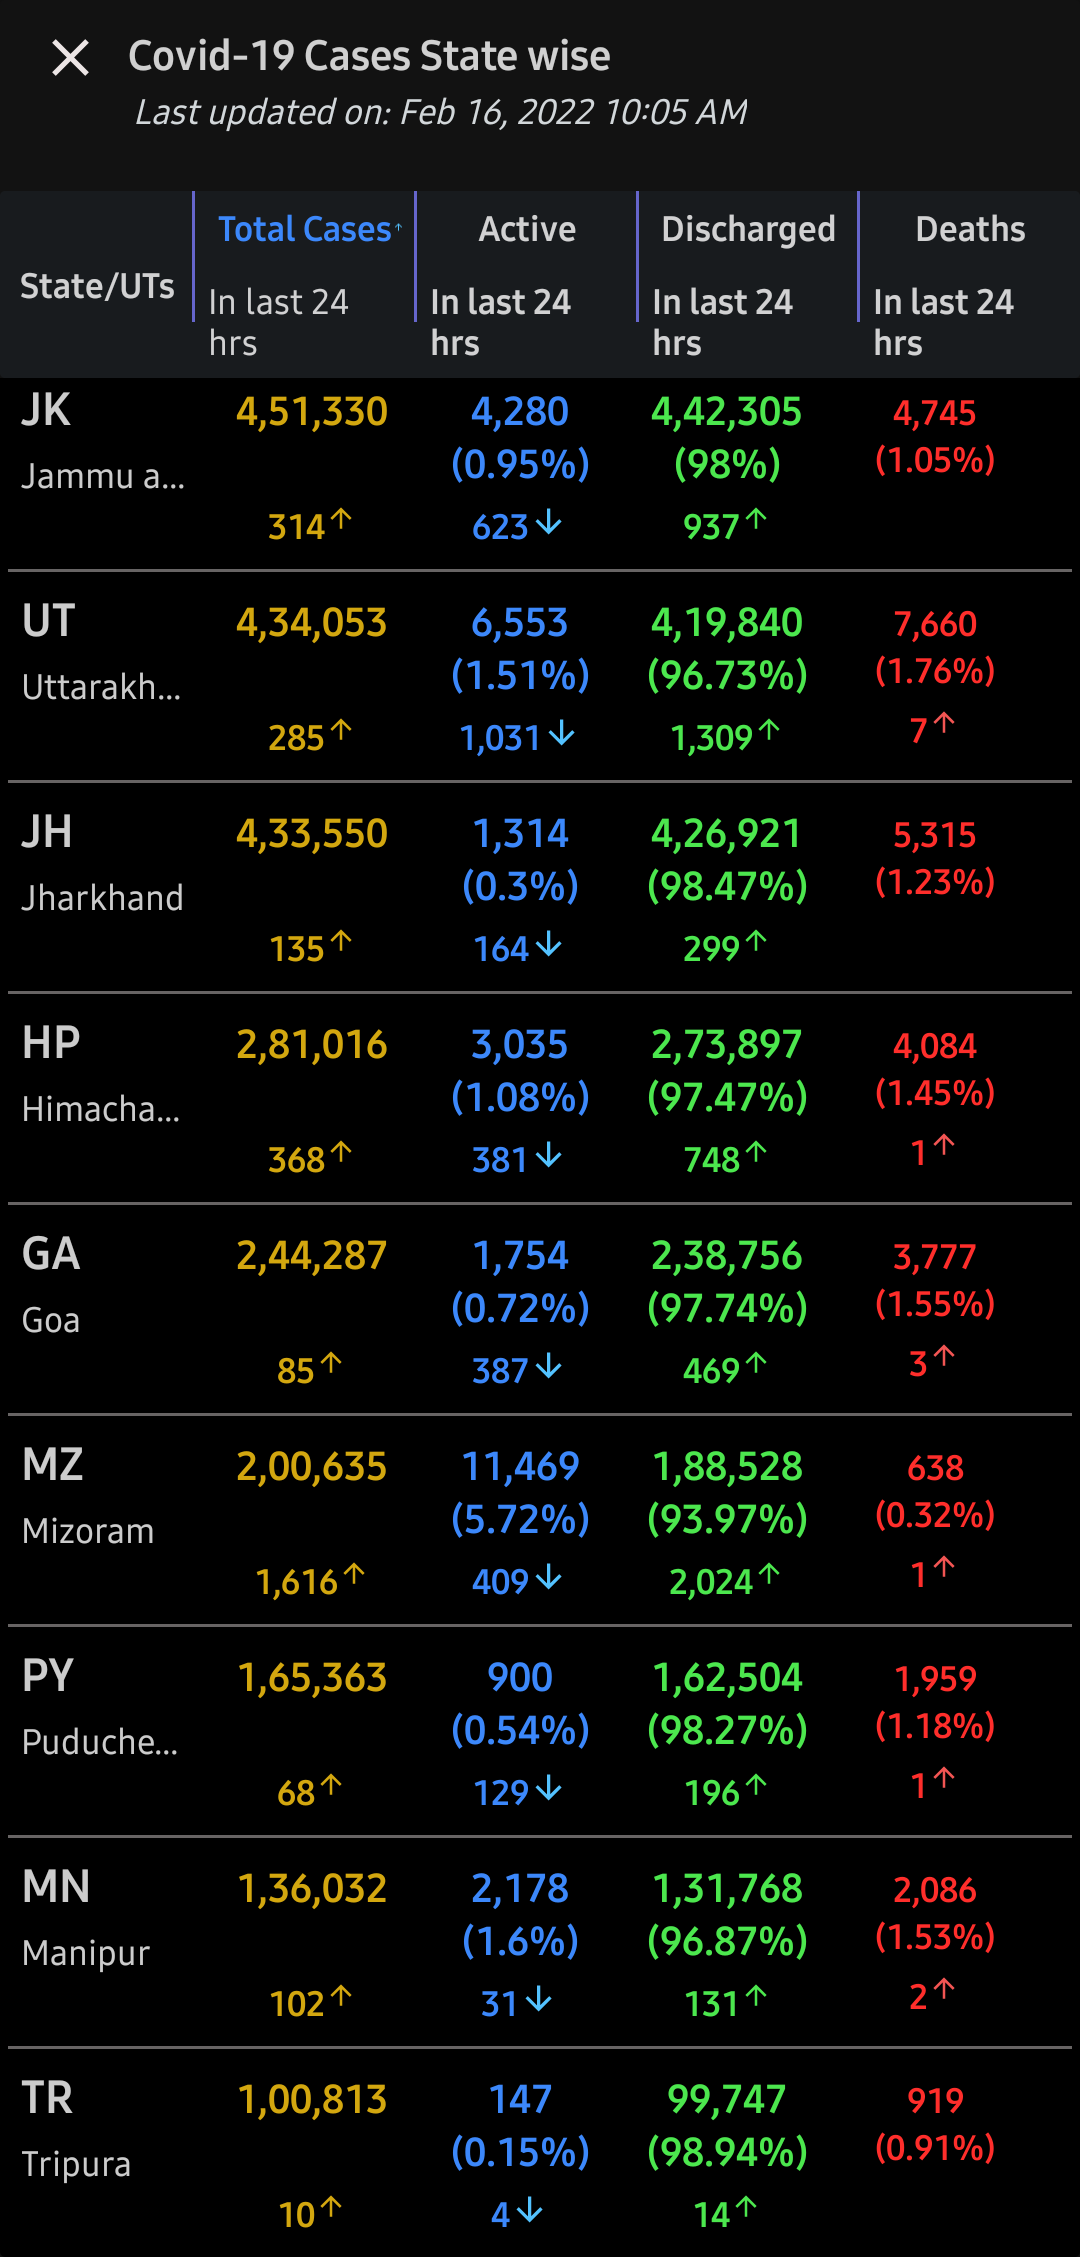 Covid-19 Cases State wise
Last updated on: Feb 16, 2022 10:05 AM
State/UTs Total Cases↑ Active Discharged Deaths
In last 24 hrs In last 24 hrs In last 24 hrs In last 24 hrs
JK 4,51,330 4,280 4,42,305 4,745
Jammu a... (0.95%) (98%) (1.05%)
314↑ 623↓ 937↑
UT 4,34,053 6,553 4,19,840 7,660
Uttarakh... (1.51%) (96.73%) (1.76%)
285↑ 1,031↓ 1,309↑ 7↑
JH 4,33,550 1,314 4,26,921 5,315
Jharkhand (0.3%) (98.47%) (1.23%)
135↑ 164↓ 299↑
HP 2,81,016 3,035 2,73,897 4,084
Himacha... (1.08%) (97.47%) (1.45%)
368↑ 381↓ 748↑ 1↑
GA 2,44,287 1,754 2,38,756 3,777
Goa (0.72%) (97.74%) (1.55%)
85↑ 387↓ 469↑ 3↑
MZ 2,00,635 11,469 1,88,528 638
Mizoram (5.72%) (93.97%) (0.32%)
1,616↑ 409↓ 2,024↑ 1↑
PY 1,65,363 900 1,62,504 1,959
Puduche... (0.54%) (98.27%) (1.18%)
68↑ 129↓ 196↑ 1↑
MN 1,36,032 2,178 1,31,768 2,086
Manipur (1.6%) (96.87%) (1.53%)
102↑ 31↓ 131↑ 2↑
TR 1,00,813 147 99,747 919
Tripura (0.15%) (98.94%) (0.91%)
10↑ 4↓ 14↑